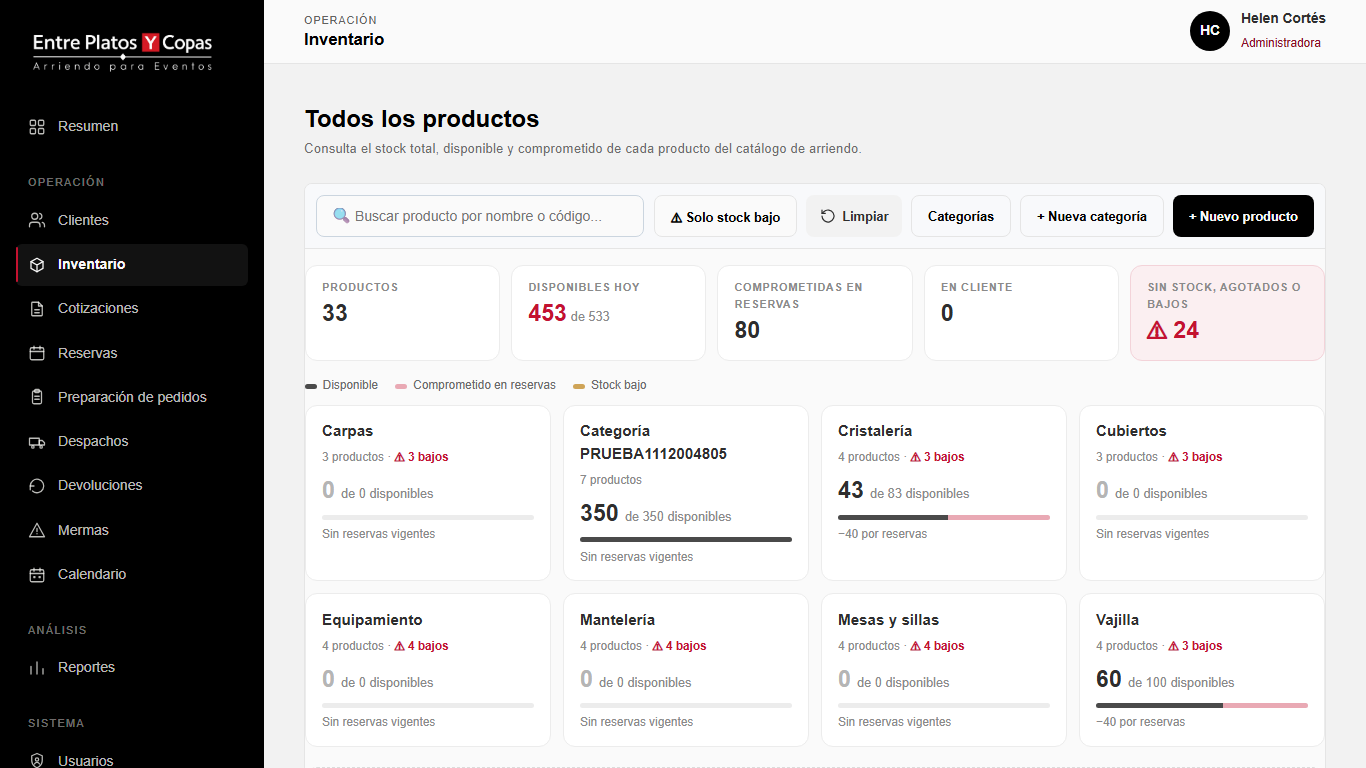 Entre Platos Y Copas
Arriendo para Eventos
Resumen
OPERACIÓN
Clientes
Inventario
Cotizaciones
Reservas
Preparación de pedidos
Despachos
Devoluciones
Mermas
Calendario
ANÁLISIS
Reportes
SISTEMA
Usuarios
OPERACIÓN
Inventario
HC
Helen Cortés
Administradora
Todos los productos
Consulta el stock total, disponible y comprometido de cada producto del catálogo de arriendo.
Buscar producto por nombre o código...
⚠ Solo stock bajo
Limpiar
Categorías
+ Nueva categoría
+ Nuevo producto
PRODUCTOS
33
DISPONIBLES HOY
453 de 533
COMPROMETIDAS EN
RESERVAS
80
EN CLIENTE
0
SIN STOCK, AGOTADOS O
BAJOS
⚠ 24
Disponible
Comprometido en reservas
Stock bajo
Carpas
3 productos · ⚠ 3 bajos
0 de 0 disponibles
Sin reservas vigentes
Categoría
PRUEBA1112004805
7 productos
350 de 350 disponibles
Sin reservas vigentes
Cristalería
4 productos · ⚠ 3 bajos
43 de 83 disponibles
−40 por reservas
Cubiertos
3 productos · ⚠ 3 bajos
0 de 0 disponibles
Sin reservas vigentes
Equipamiento
4 productos · ⚠ 4 bajos
0 de 0 disponibles
Sin reservas vigentes
Mantelería
4 productos · ⚠ 4 bajos
0 de 0 disponibles
Sin reservas vigentes
Mesas y sillas
4 productos · ⚠ 4 bajos
0 de 0 disponibles
Sin reservas vigentes
Vajilla
4 productos · ⚠ 3 bajos
60 de 100 disponibles
−40 por reservas